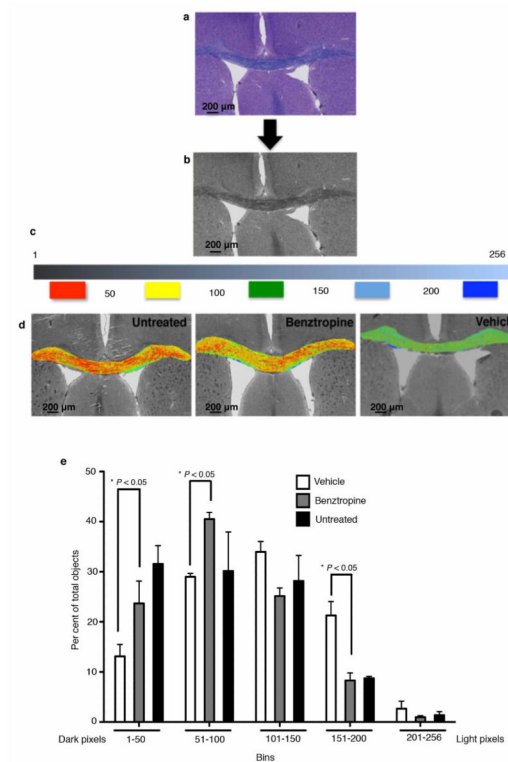 a
200 µm
b
200 µm
c
1 256
50 100 150 200
d
Untreated Benztropine Vehicle
200 µm 200 µm 200 µm
e
50
40
30
20
10
0
Per cent of total objects
* P < 0.05
* P < 0.05
* P < 0.05
Vehicle
Benztropine
Untreated
Dark pixels 1-50 51-100 101-150 151-200 201-256 Light pixels
Bins